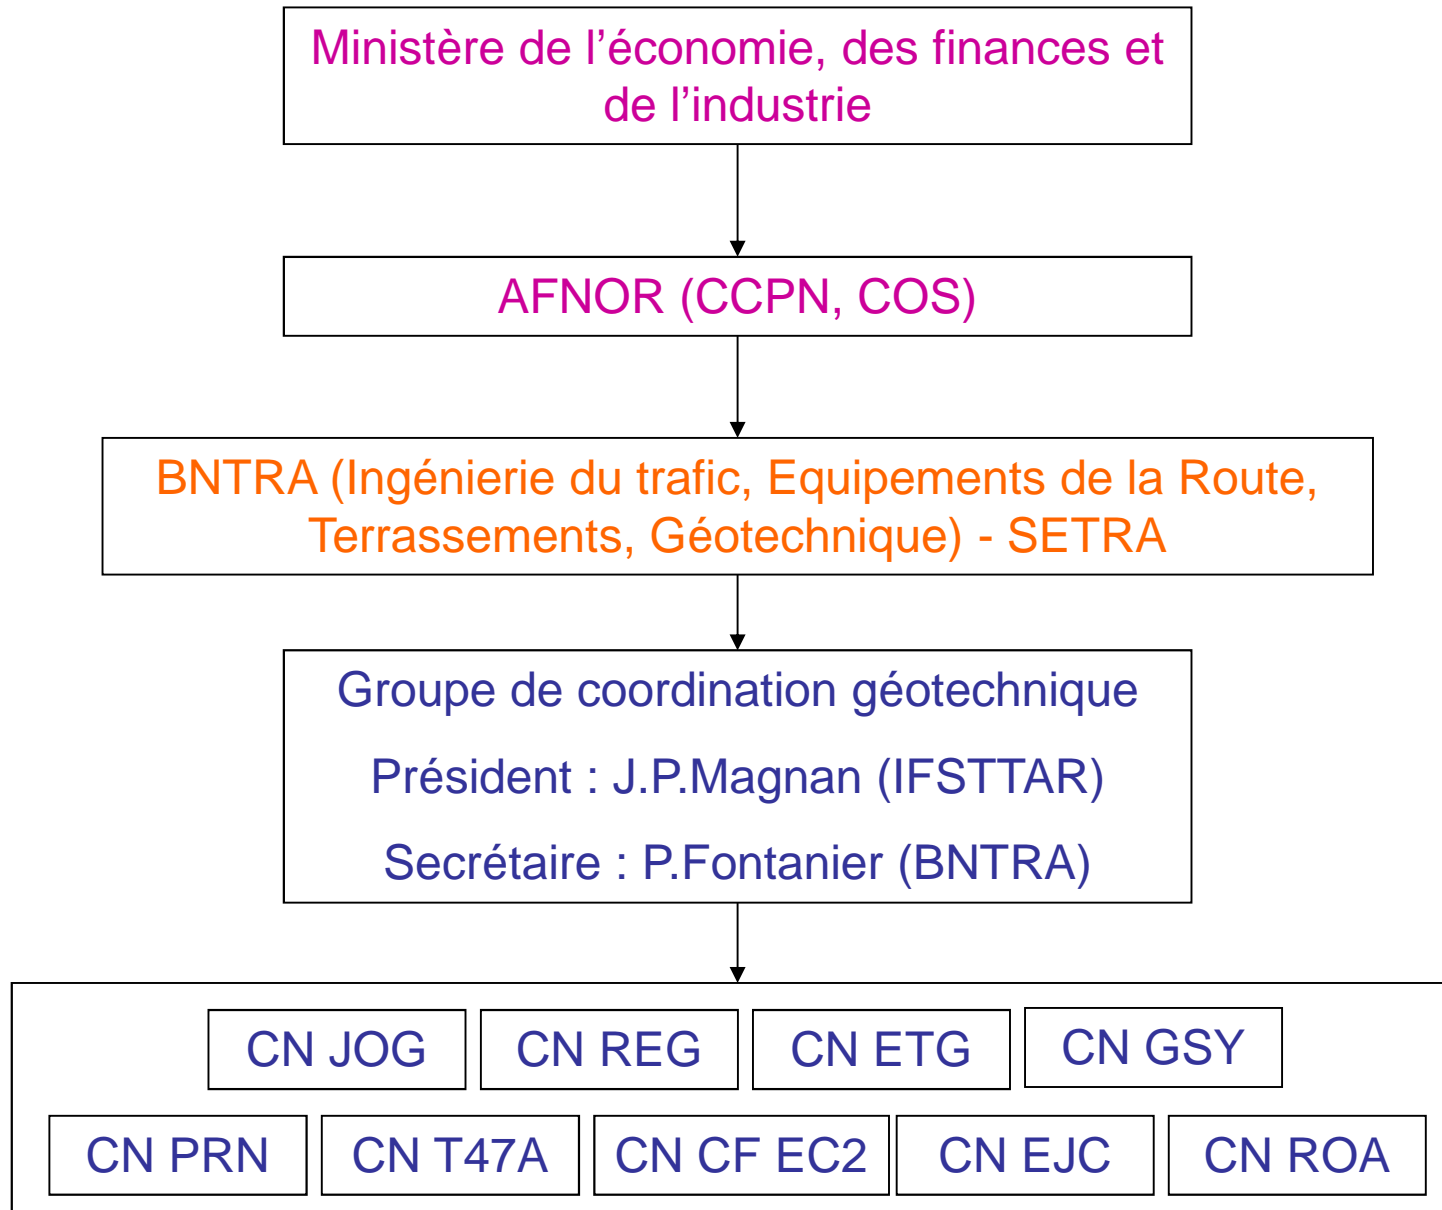 Ministère de l’économie, des finances et
de l’industrie
AFNOR (CCPN, COS)
BNTRA (Ingénierie du trafic, Equipements de la Route,
Terrassements, Géotechnique) - SETRA
Groupe de coordination géotechnique
Président : J.P.Magnan (IFSTTAR)
Secrétaire : P.Fontanier (BNTRA)
CN JOG
CN REG
CN ETG
CN GSY
CN PRN
CN T47A
CN CF EC2
CN EJC
CN ROA